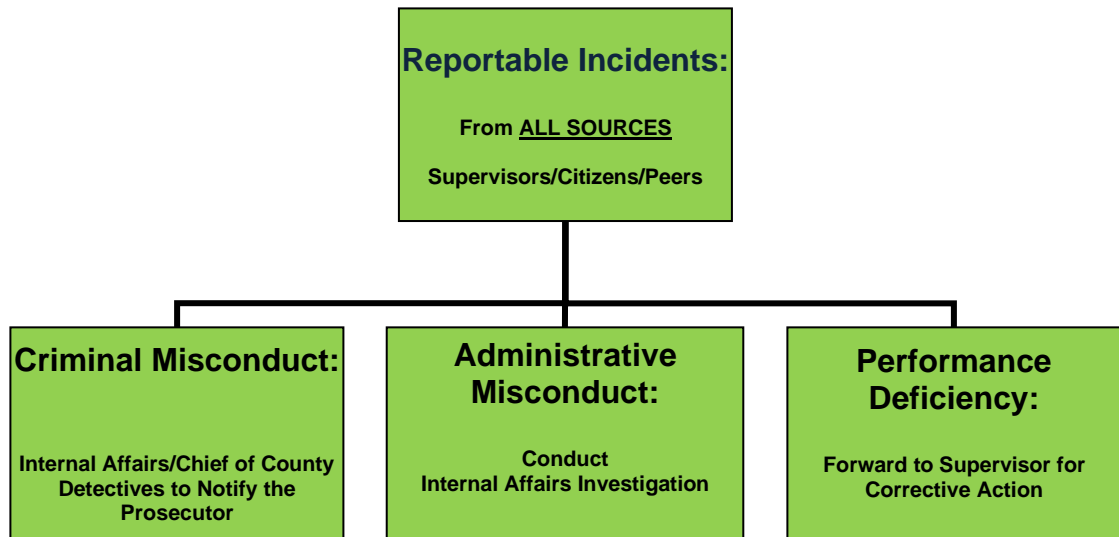 Reportable Incidents:
From ALL SOURCES
Supervisors/Citizens/Peers
Criminal Misconduct:
Internal Affairs/Chief of County
Detectives to Notify the
Prosecutor
Administrative
Misconduct:
Conduct
Internal Affairs Investigation
Performance
Deficiency:
Forward to Supervisor for
Corrective Action